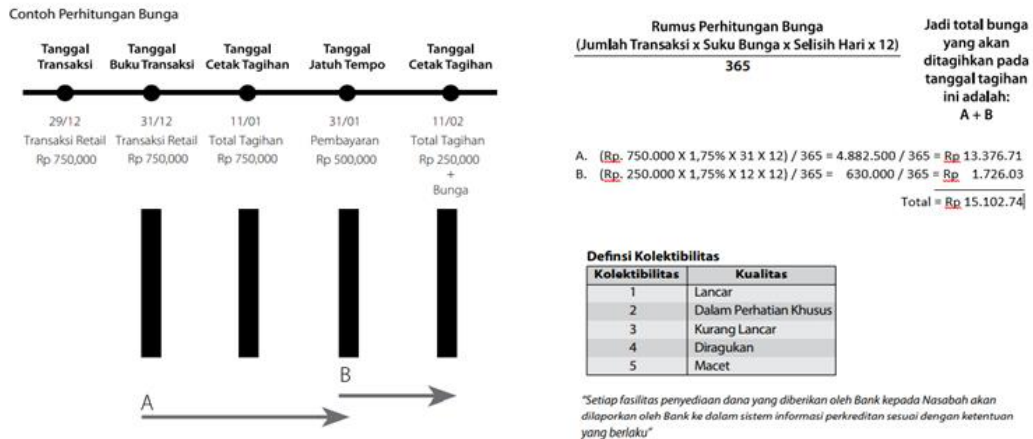 Contoh Perhitungan Bunga
Tanggal Transaksi
Tanggal Buku Transaksi
Tanggal Cetak Tagihan
Tanggal Jatuh Tempo
Tanggal Cetak Tagihan
29/12
Transaksi Retail
Rp 750,000
31/12
Transaksi Retail
Rp 750,000
11/01
Total Tagihan
Rp 750,000
31/01
Pembayaran
Rp 500,000
11/02
Total Tagihan
Rp 250,000
+
Bunga
A
B
Rumus Perhitungan Bunga
(Jumlah Transaksi x Suku Bunga x Selisih Hari x 12)
365
Jadi total bunga
yang akan
ditagihkan pada
tanggal tagihan
ini adalah:
A + B
A. (Rp. 750.000 X 1,75% X 31 X 12) / 365 = 4.882.500 / 365 = Rp 13.376.71
B. (Rp. 250.000 X 1,75% X 12 X 12) / 365 = 630.000 / 365 = Rp 1.726.03
Total = Rp 15.102.74
Definsi Kolektibilitas
Kolektibilitas Kualitas
1 Lancar
2 Dalam Perhatian Khusus
3 Kurang Lancar
4 Diragukan
5 Macet
"Setiap fasilitas penyediaan dana yang diberikan oleh Bank kepada Nasabah akan
dilaporkan oleh Bank ke dalam sistem informasi perkreditan sesuai dengan ketentuan
yang berlaku"